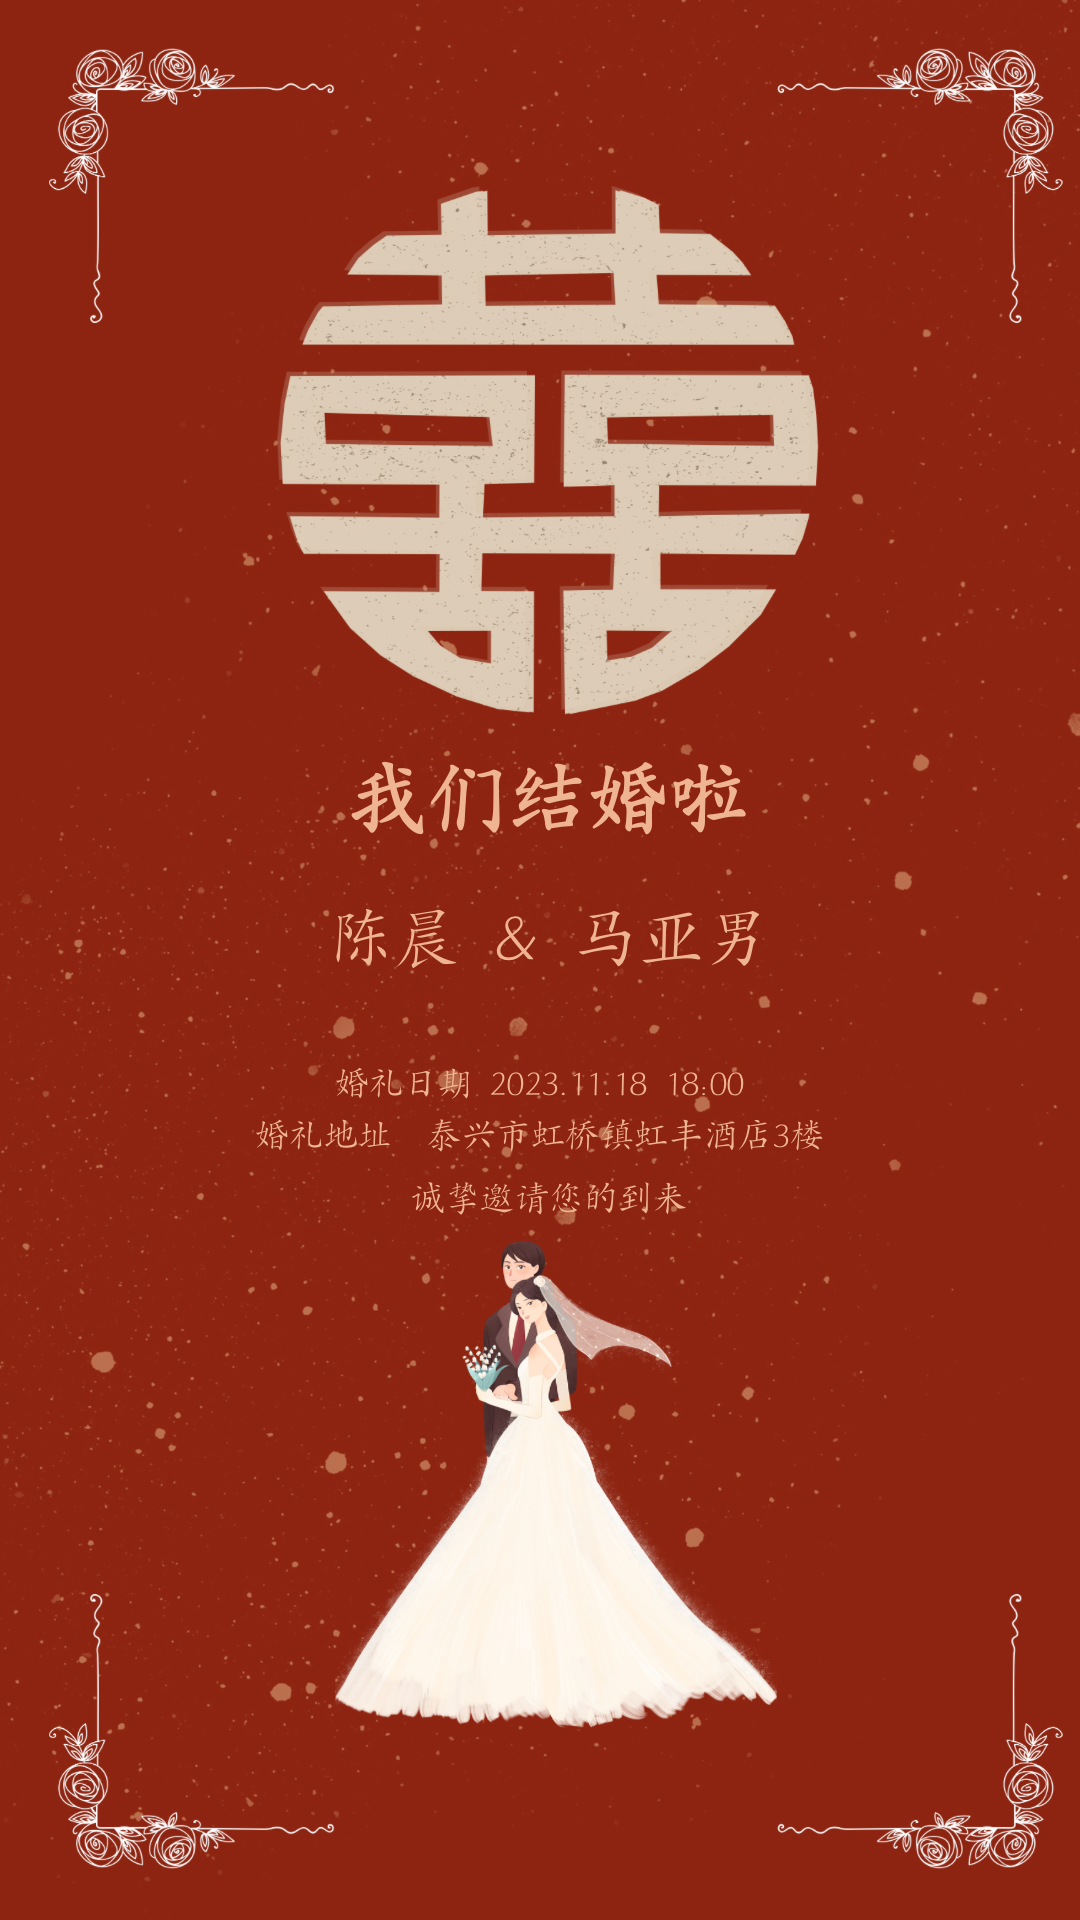 囍
我们结婚啦
陈晨 & 马亚男
婚礼日期 2023.11.18 18:00
婚礼地址 泰兴市虹桥镇虹丰酒店3楼
诚挚邀请您的到来